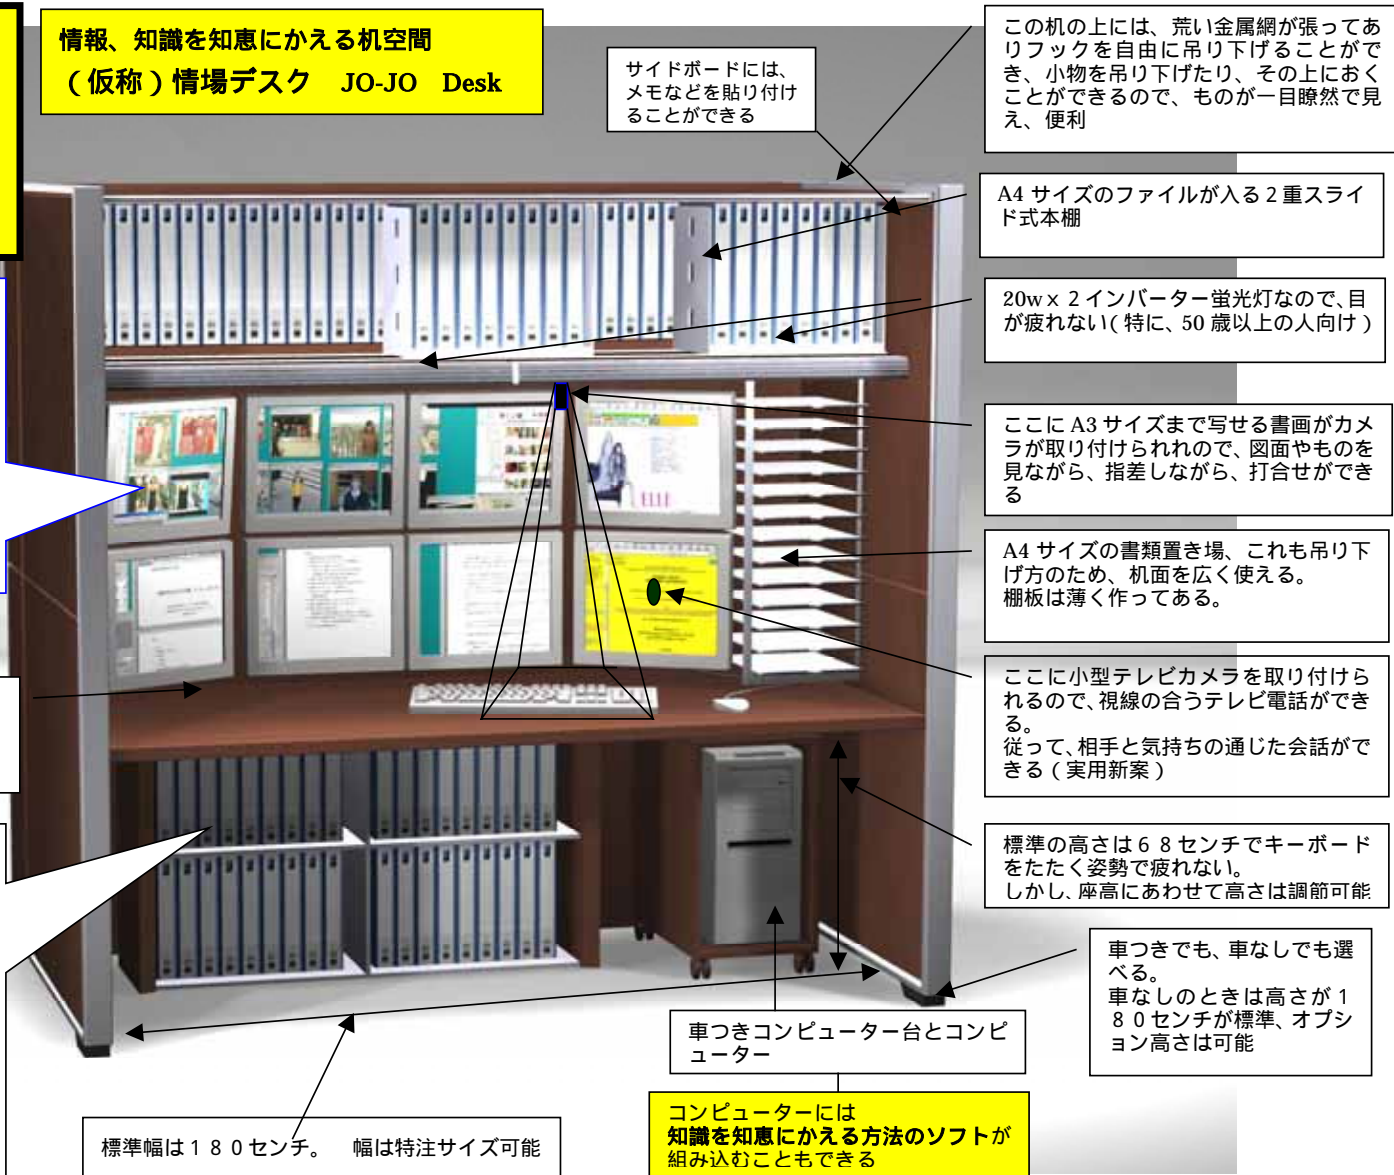 情報、知識を知恵にかえる机空間
（仮称）情場デスク　JO-JO　Desk
サイドボードには、
メモなどを貼り付け
ることができる
この机の上には、荒い金属網が張ってあ
りフックを自由に吊り下げることがで
き、小物を吊り下げたり、その上におく
ことができるので、ものが一目瞭然で見
え、便利
A4 サイズのファイルが入る２重スライ
ド式本棚
20w×２インバーター蛍光灯なので、目
が疲れない（特に、50 歳以上の人向け）
ここに A3 サイズまで写せる書画がカメ
ラが取り付けられれので、図面やものを
見ながら、指差しながら、打合せができ
る
A4 サイズの書類置き場、これも吊り下
げ方のため、机面を広く使える。
棚板は薄く作ってある。
ここに小型テレビカメラを取り付けら
れるので、視線の合うテレビ電話ができ
る。
従って、相手と気持ちの通じた会話がで
きる（実用新案）
標準の高さは６８センチでキーボード
をたたく姿勢で疲れない。
しかし、座高にあわせて高さは調節可能
車つきでも、車なしでも選
べる。
車なしのときは高さが１
８０センチが標準、オプシ
ョン高さは可能
車つきコンピューター台とコンピ
ューター
コンピューターには
知識を知恵にかえる方法のソフトが
組み込むこともできる
標準幅は１８０センチ。　幅は特注サイズ可能
ELLE